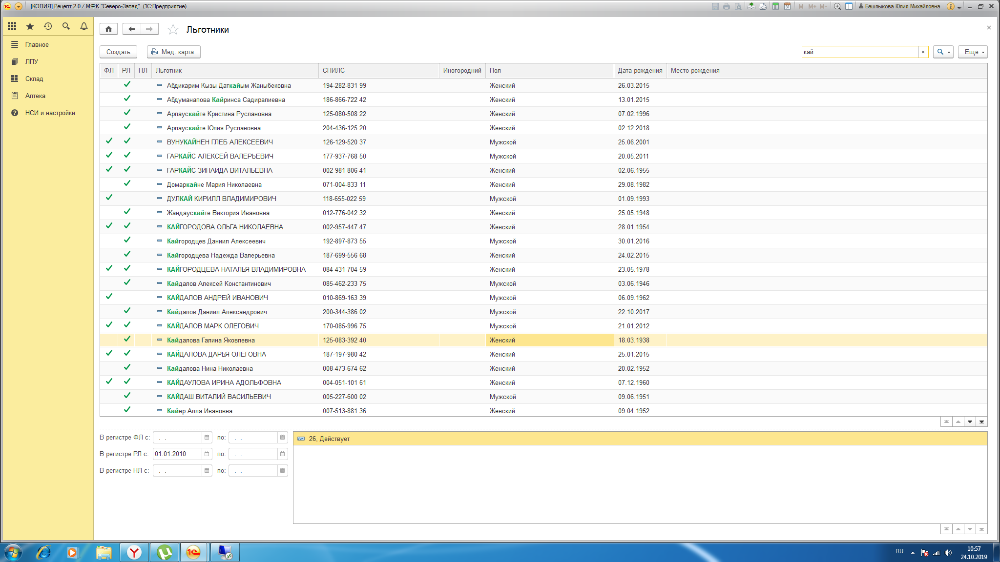 [КОПИЯ] Рецепт 2.0 / МФК "Северо-Запад" (1С:Предприятие)
31 M M+ M- Башлыкова Юлия Михайловна
Льготники
Главное
ЛПУ
Склад
Аптека
НСИ и настройки
Создать Мед. карта кай × Еще
ФЛ РЛ НЛ Льготник СНИЛС Иногородний Пол Дата рождения Место рождения
Абдикарим Кызы Даткайым Жаныбековна 194-282-831 99 Женский 26.03.2015
Абдуманапова Кайринса Садиралиевна 186-866-722 42 Женский 13.01.2015
Арлаускайте Кристина Руслановна 125-080-508 22 Женский 07.02.1996
Арлаускайте Юлия Руслановна 204-436-125 20 Женский 02.12.2018
ВУНУКАЙНЕН ГЛЕБ АЛЕКСЕЕВИЧ 126-129-520 37 Мужской 25.06.2001
ГАРКАЙС АЛЕКСЕЙ ВАЛЕРЬЕВИЧ 177-937-768 50 Мужской 20.05.2011
ГАРКАЙС ЗИНАИДА ВИТАЛЬЕВНА 002-981-806 41 Женский 02.06.1955
Домаркайне Мария Николаевна 071-004-833 11 Женский 29.08.1982
ДУЛКАЙ КИРИЛЛ ВЛАДИМИРОВИЧ 118-655-022 59 Мужской 01.09.1993
Жандаускайте Виктория Ивановна 012-776-042 32 Женский 25.05.1948
КАЙГОРОДОВА ОЛЬГА НИКОЛАЕВНА 002-957-447 47 Женский 28.01.1954
Кайгородцев Даниил Алексеевич 192-897-873 55 Мужской 30.01.2016
Кайгородцева Надежда Валерьевна 187-699-556 68 Женский 24.02.2015
КАЙГОРОДЦЕВА НАТАЛЬЯ ВЛАДИМИРОВНА 084-431-704 59 Женский 23.05.1978
Кайдалов Алексей Константинович 085-462-233 75 Мужской 03.06.1946
КАЙДАЛОВ АНДРЕЙ ИВАНОВИЧ 010-869-163 39 Мужской 06.09.1962
Кайдалов Даниил Александрович 200-344-386 02 Мужской 22.10.2017
КАЙДАЛОВ МАРК ОЛЕГОВИЧ 170-085-996 75 Мужской 21.01.2012
Кайдалова Галина Яковлевна 125-083-392 40 Женский 18.03.1938
КАЙДАЛОВА ДАРЬЯ ОЛЕГОВНА 187-197-980 42 Женский 25.01.2015
Кайдалова Нина Николаевна 008-473-674 62 Женский 20.02.1952
КАЙДАУЛОВА ИРИНА АДОЛЬФОВНА 004-051-101 61 Женский 07.12.1960
КАЙДАШ ВИТАЛИЙ ВАСИЛЬЕВИЧ 005-227-600 02 Мужской 09.06.1951
Кайер Алла Ивановна 007-513-881 36 Женский 09.04.1952
В регистре ФЛ с: . . по: . . 26, Действует
В регистре РЛ с: 01.01.2010 по: . .
В регистре НЛ с: . . по: . .
RU 10:57
24.10.2019